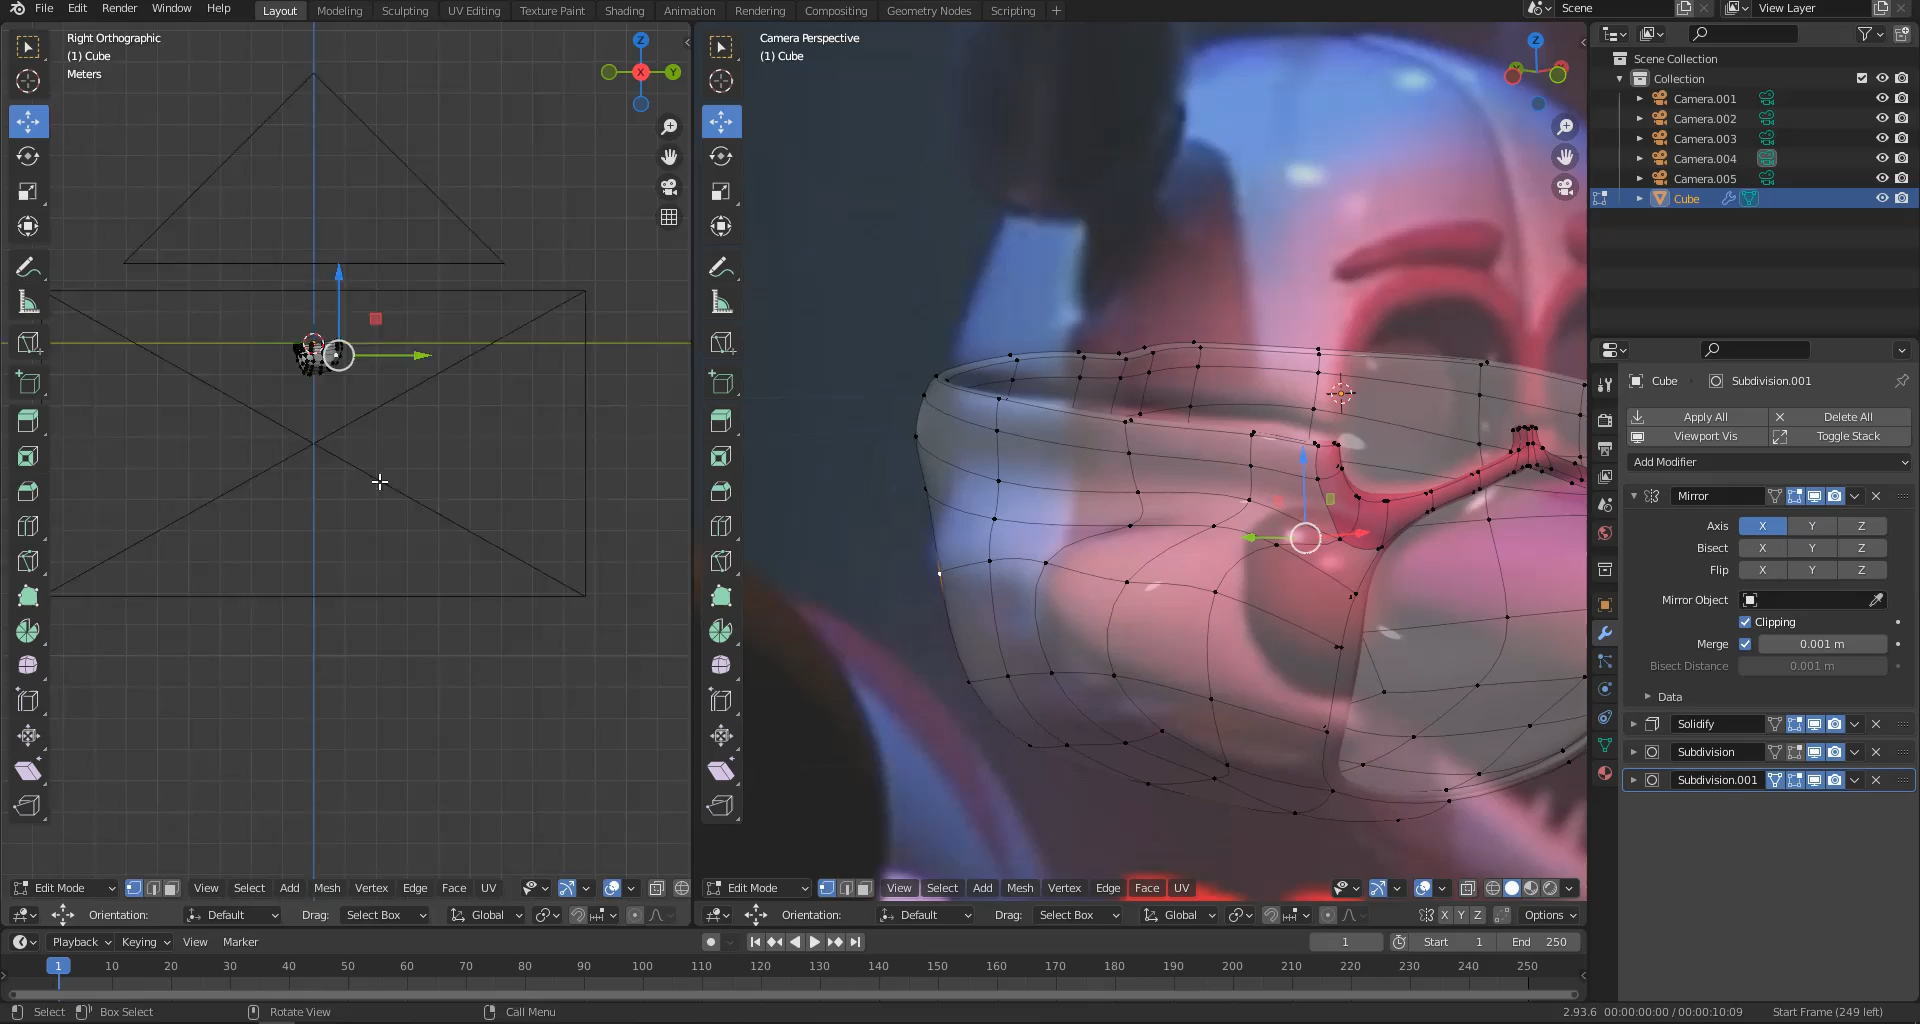 File Edit Render Window Help Layout Modeling Sculpting UV Editing Texture Paint Shading Animation Rendering Compositing Geometry Nodes Scripting + Scene View Layer
Right Orthographic
(1) Cube
Meters
Z
X
Y
Camera Perspective
(1) Cube
Z
Scene Collection
Collection
Camera.001
Camera.002
Camera.003
Camera.004
Camera.005
Cube
Cube Subdivision.001
Apply All Delete All
Viewport Vis Toggle Stack
Add Modifier
Mirror
Axis X Y Z
Bisect X Y Z
Flip X Y Z
Mirror Object
Clipping
Merge 0.001 m
Bisect Distance 0.001 m
Data
Solidify
Subdivision
Subdivision.001
Edit Mode View Select Add Mesh Vertex Edge Face UV
Orientation: Default Drag: Select Box Global
Edit Mode View Select Add Mesh Vertex Edge Face UV
Orientation: Default Drag: Select Box Global X Y Z Options
Playback Keying View Marker 1 Start 1 End 250
1 10 20 30 40 50 60 70 80 90 100 110 120 130 140 150 160 170 180 190 200 210 220 230 240 250
Select Box Select Rotate View Call Menu 2.93.6 00:00:00:00 / 00:00:10:09 Start Frame (249 left)